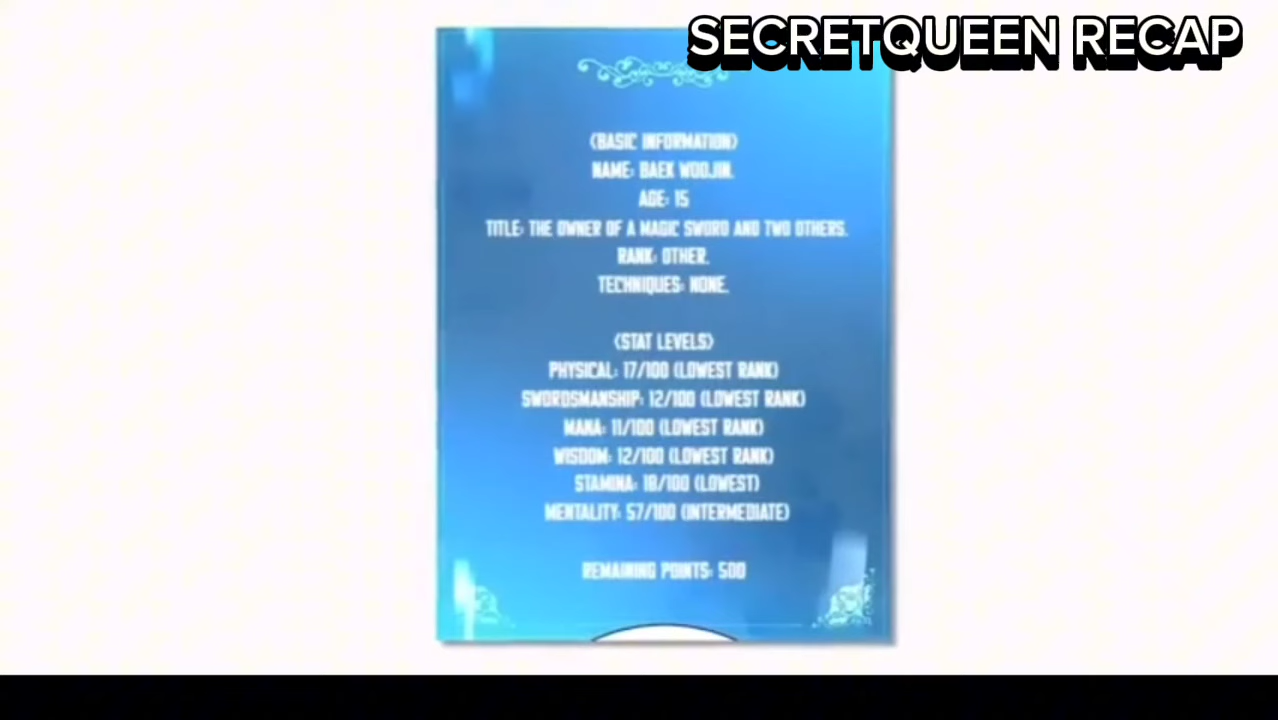 SECRETQUEEN RECAP
<BASIC INFORMATION>
NAME: BAEK WOOJIN.
AGE: 15
TITLE: THE OWNER OF A MAGIC SWORD AND TWO OTHERS.
RANK: OTHER.
TECHNIQUES: NONE.
<STAT LEVELS>
PHYSICAL: 17/100 (LOWEST RANK)
SWORDSMANSHIP: 12/100 (LOWEST RANK)
MANA: 11/100 (LOWEST RANK)
WISDOM: 12/100 (LOWEST RANK)
STAMINA: 18/100 (LOWEST)
MENTALITY: 57/100 (INTERMEDIATE)
REMAINING POINTS: 500